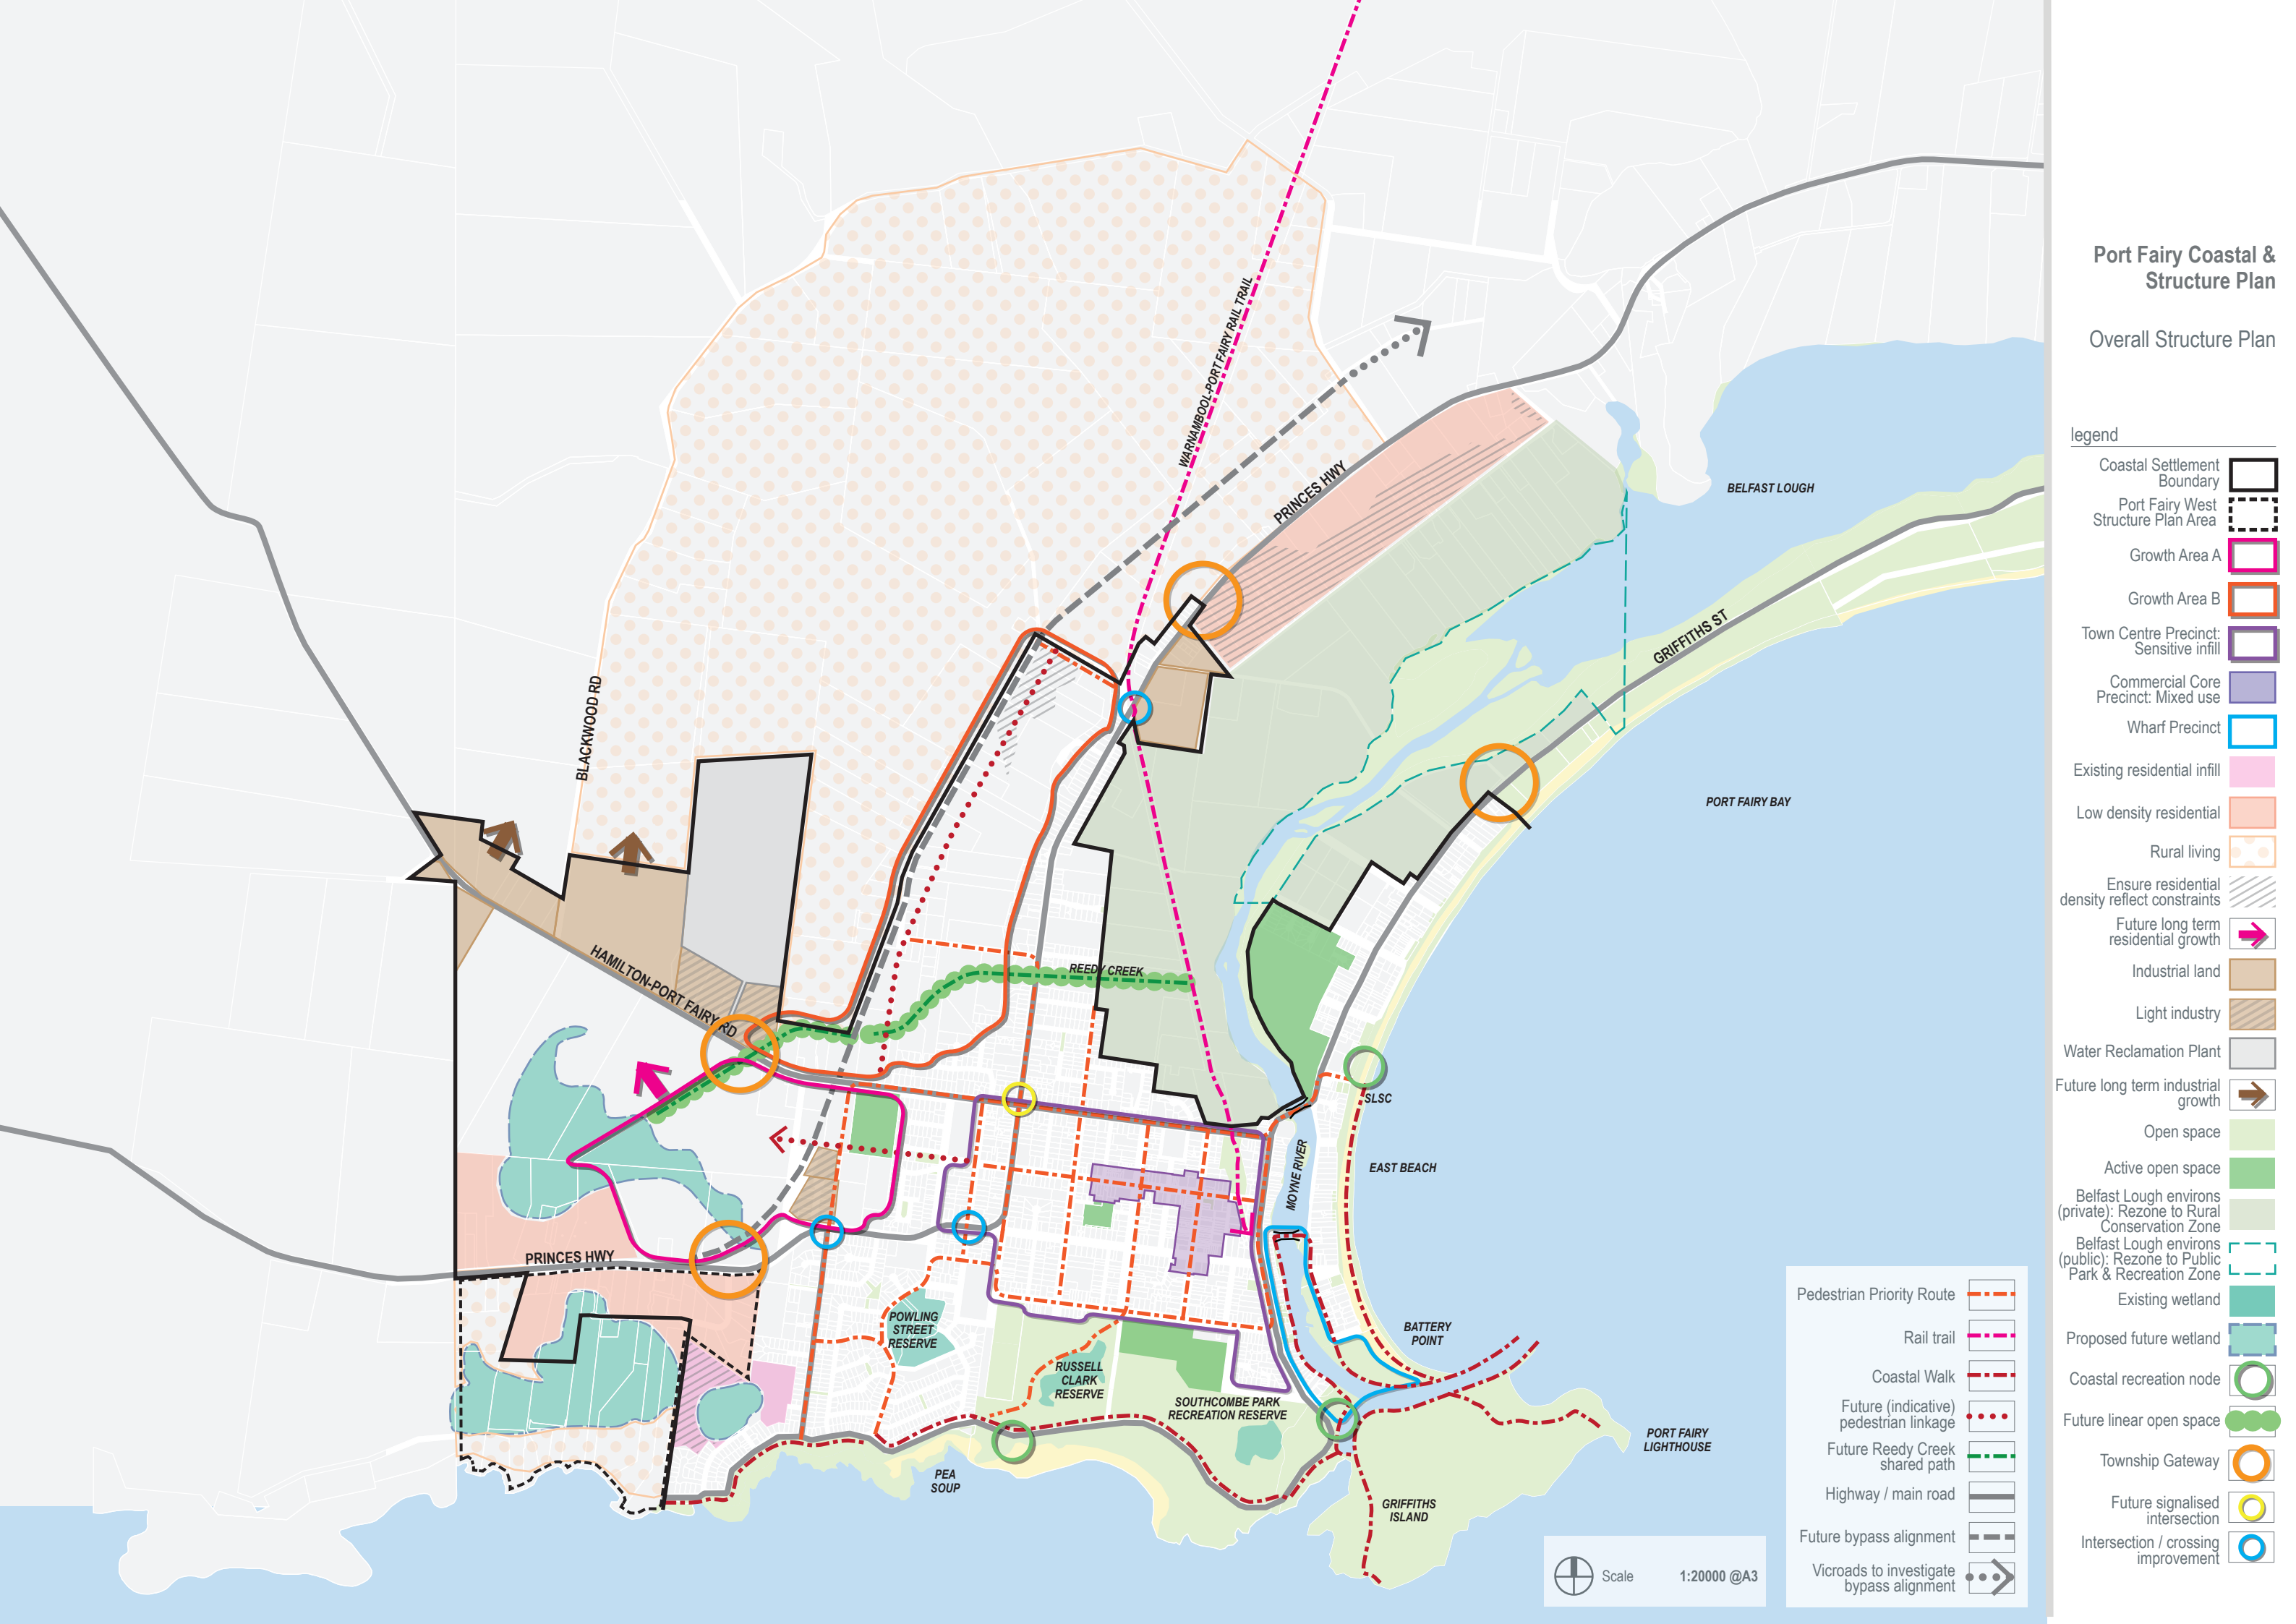 Port Fairy Coastal &
Structure Plan
Overall Structure Plan
legend
Coastal Settlement
Boundary
Port Fairy West
Structure Plan Area
Growth Area A
Growth Area B
Town Centre Precinct:
Sensitive infill
Commercial Core
Precinct: Mixed use
Wharf Precinct
Existing residential infill
Low density residential
Rural living
Ensure residential
density reflect constraints
Future long term
residential growth
Industrial land
Light industry
Water Reclamation Plant
Future long term industrial
growth
Open space
Active open space
Belfast Lough environs
(private): Rezone to Rural
Conservation Zone
Belfast Lough environs
(public): Rezone to Public
Park & Recreation Zone
Existing wetland
Proposed future wetland
Coastal recreation node
Future linear open space
Township Gateway
Future signalised
intersection
Intersection / crossing
improvement
WARNAMBOOL-PORT FAIRY RAIL TRAIL
PRINCES HWY
BELFAST LOUGH
GRIFFITHS ST
BLACKWOOD RD
PORT FAIRY BAY
HAMILTON-PORT FAIRY RD
REEDY CREEK
SLSC
EAST BEACH
MOYNE RIVER
PRINCES HWY
POWLING
STREET
RESERVE
BATTERY
POINT
RUSSELL
CLARK
RESERVE
SOUTHCOMBE PARK
RECREATION RESERVE
PORT FAIRY
LIGHTHOUSE
PEA
SOUP
GRIFFITHS
ISLAND
Pedestrian Priority Route
Rail trail
Coastal Walk
Future (indicative)
pedestrian linkage
Future Reedy Creek
shared path
Highway / main road
Future bypass alignment
Vicroads to investigate
bypass alignment
Scale
1:20000 @A3